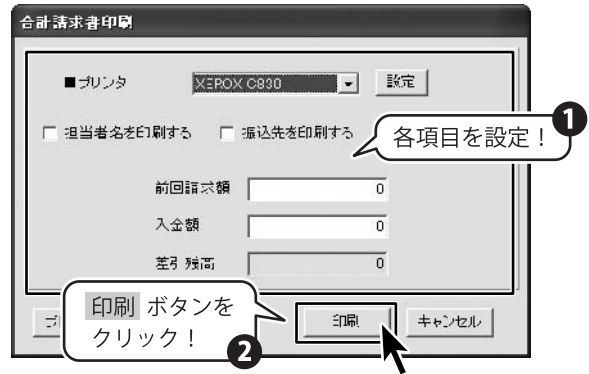 合計請求書印刷
■プリンタ XEROX C830 設定
担当者名を印刷する 振込先を印刷する
各項目を設定！
1
前回請求額 0
入金額 0
差引残高 0
印刷 ボタンを
クリック！
2
印刷 キャンセル